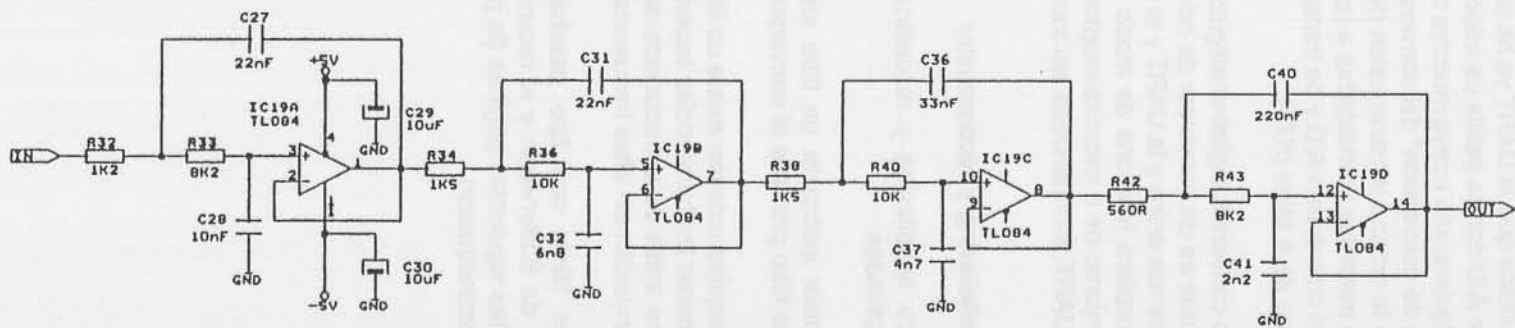 C27
22nF
+5V
IC19A
TL084
C29
10uF
GND
IN
R32
1K2
R33
8K2
3
2
4
1
+
-
C28
10nF
GND
C30
10uF
GND
-5V
C31
22nF
R34
1K5
R36
10K
IC19B
TL084
5
6
7
+
-
C32
6n8
GND
C36
33nF
R38
1K5
R40
10K
IC19C
TL084
10
9
8
+
-
C37
4n7
GND
C40
220nF
R42
560R
R43
8K2
IC19D
TL084
12
13
14
+
-
C41
2n2
GND
OUT